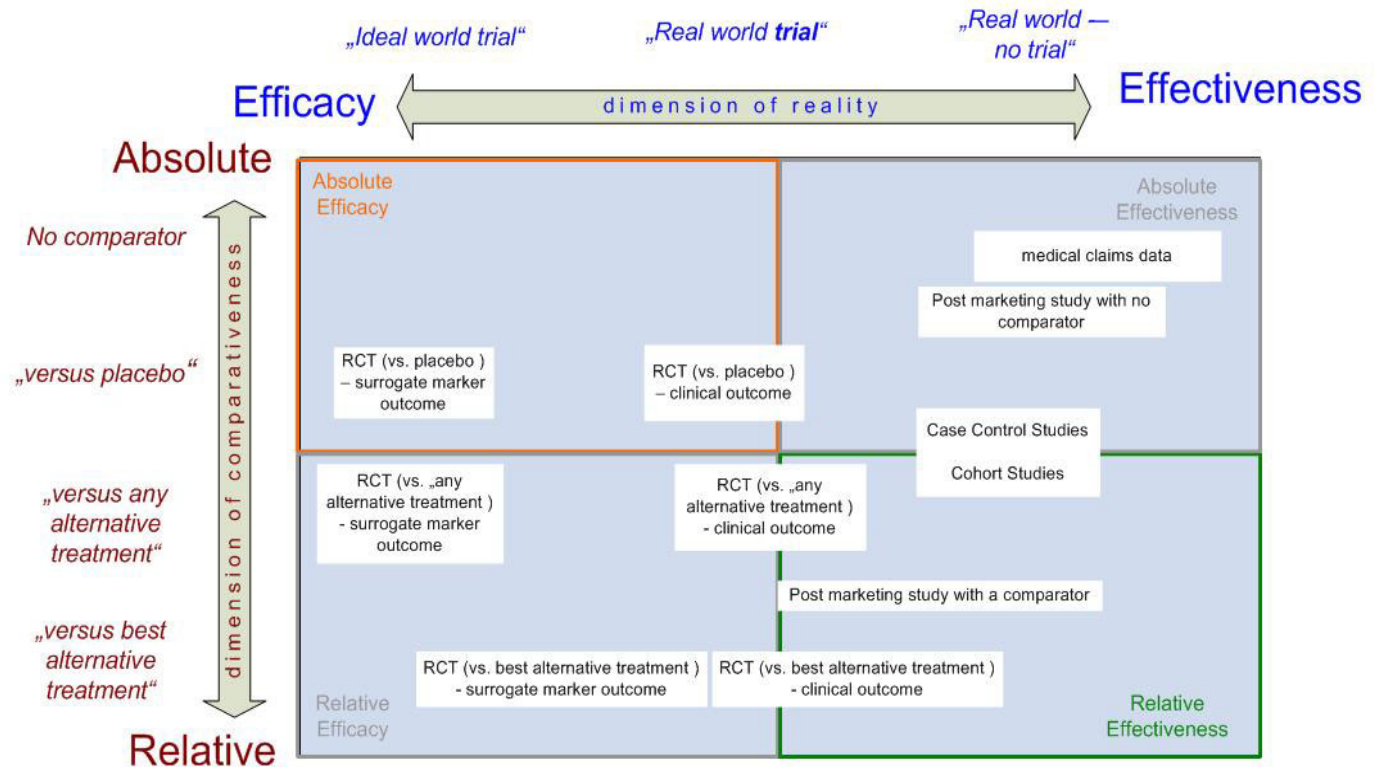 „Ideal world trial“
„Real world trial“
„Real world —
no trial“
Efficacy
dimension of reality
Effectiveness
Absolute
Absolute
Efficacy
Absolute
Effectiveness
No comparator
dimension of comparativeness
medical claims data
Post marketing study with no
comparator
„versus placebo“
RCT (vs. placebo )
– surrogate marker
outcome
RCT (vs. placebo )
– clinical outcome
Case Control Studies
Cohort Studies
„versus any
alternative
treatment“
RCT (vs. „any
alternative treatment )
- surrogate marker
outcome
RCT (vs. „any
alternative treatment )
- clinical outcome
Post marketing study with a comparator
„versus best
alternative
treatment“
RCT (vs. best alternative treatment )
- surrogate marker outcome
RCT (vs. best alternative treatment )
- clinical outcome
Relative
Efficacy
Relative
Effectiveness
Relative